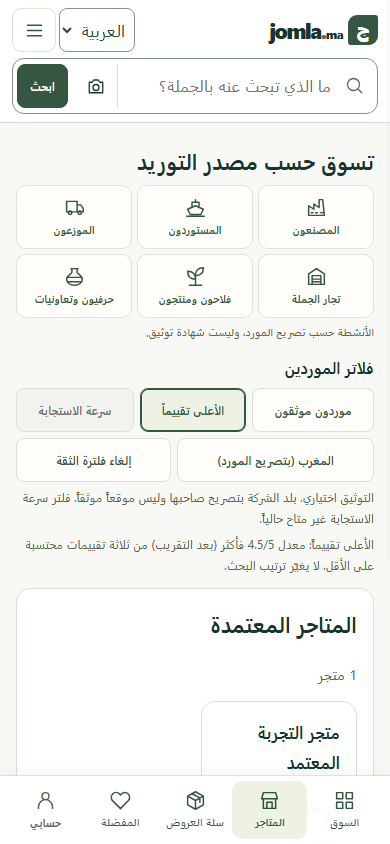 ج jomla.ma
العربية
ما الذي تبحث عنه بالجملة؟
ابحث
تسوق حسب مصدر التوريد
المصنعون
المستوردون
الموزعون
تجار الجملة
فلاحون ومنتجون
حرفيون وتعاونيات
الأنشطة حسب تصريح المورد، وليست شهادة توثيق.
فلاتر الموردين
موردون موثقون
الأعلى تقييماً
سرعة الاستجابة
المغرب (بتصريح المورد)
إلغاء فلترة الثقة
التوثيق اختياري. بلد الشركة بتصريح صاحبها وليس موقعاً موثقاً. فلتر سرعة
الاستجابة غير متاح حالياً.
الأعلى تقييماً: معدل 4.5/5 فأكثر (بعد التقريب) من ثلاثة تقييمات محتسبة
على الأقل. لا يغيّر ترتيب البحث.
المتاجر المعتمدة
1 متجر
متجر التجربة
المعتمد
السوق
المتاجر
سلة العروض
المفضلة
حسابي